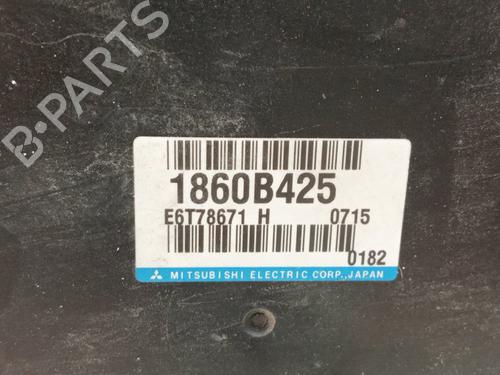 B-PARTS
1860B425
E6T78671 H 0715
0182
MITSUBISHI ELECTRIC CORP.,JAPAN